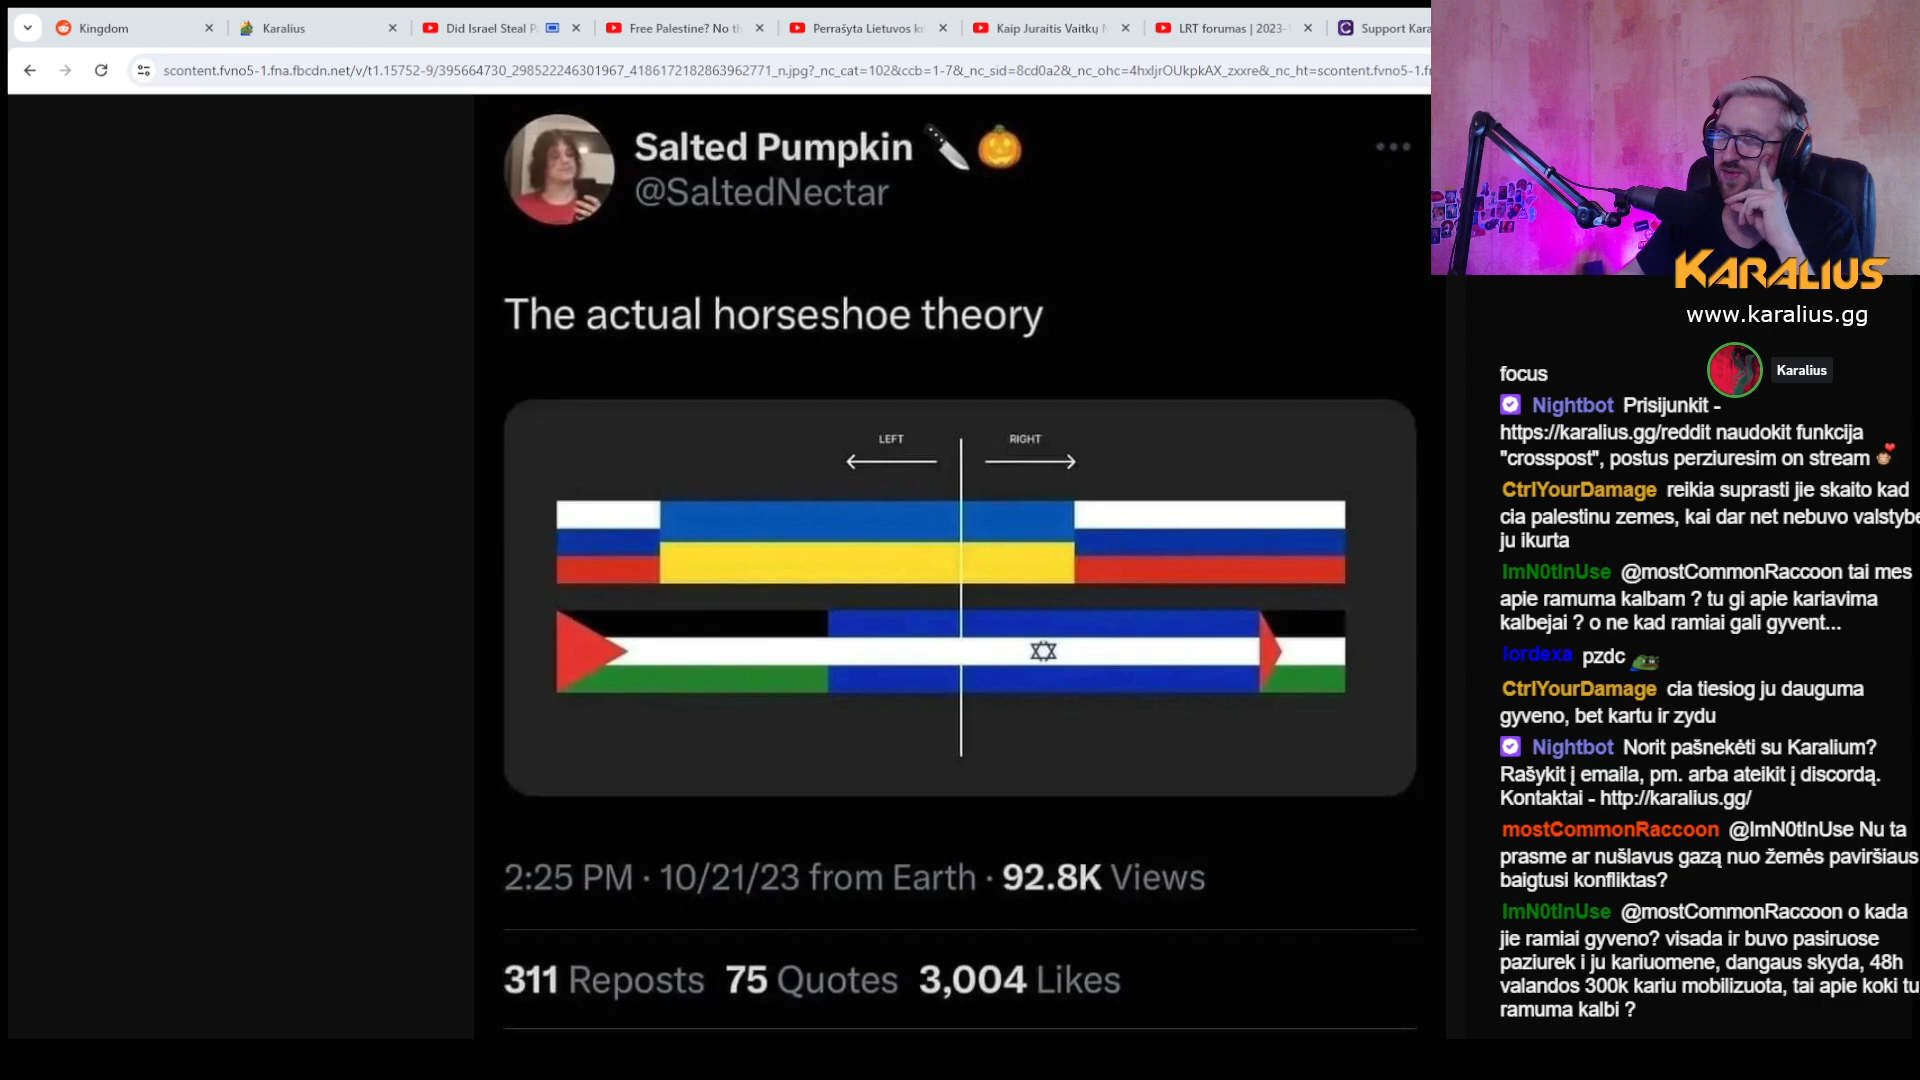 Kingdom
Karalius
Did Israel Steal P
Free Palestine? No th
Perrašyta Lietuvos kr
Kaip Juraitis Vaitkų N
LRT forumas | 2023-1
Support Kara
scontent.fvno5-1.fna.fbcdn.net/v/t1.15752-9/395664730_298522246301967_4186172182863962771_n.jpg?_nc_cat=102&ccb=1-7&_nc_sid=8cd0a2&_nc_ohc=4hxljrOUkpkAX_zxxre&_nc_ht=scontent.fvno5-1.fn
Salted Pumpkin
@SaltedNectar
The actual horseshoe theory
LEFT
RIGHT
2:25 PM · 10/21/23 from Earth · 92.8K Views
311 Reposts 75 Quotes 3,004 Likes
KARALIUS
www.karalius.gg
Karalius
focus
Nightbot Prisijunkit -
https://karalius.gg/reddit naudokit funkcija
"crosspost", postus perziuresim on stream
CtrlYourDamage reikia suprasti jie skaito kad
cia palestinu zemes, kai dar net nebuvo valstybe
ju ikurta
ImN0tInUse @mostCommonRaccoon tai mes
apie ramuma kalbam ? tu gi apie kariavima
kalbejai ? o ne kad ramiai gali gyvent...
lordexa pzdc
CtrlYourDamage cia tiesiog ju dauguma
gyveno, bet kartu ir zydu
Nightbot Norit pašnekėti su Karalium?
Rašykit į emaila, pm. arba ateikit į discordą.
Kontaktai - http://karalius.gg/
mostCommonRaccoon @ImN0tInUse Nu ta
prasme ar nušlavus gazą nuo žemės paviršiaus
baigtusi konfliktas?
ImN0tInUse @mostCommonRaccoon o kada
jie ramiai gyveno? visada ir buvo pasiruose
paziurek i ju kariuomene, dangaus skyda, 48h
valandos 300k kariu mobilizuota, tai apie koki tu
ramuma kalbi ?